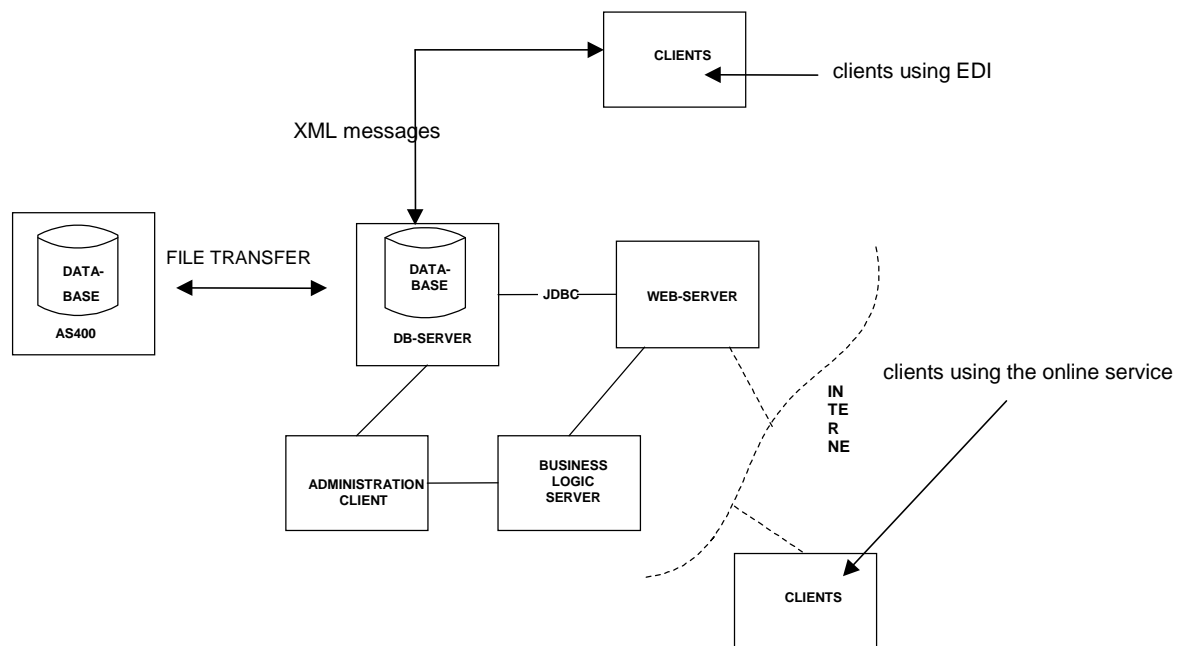 CLIENTS
clients using EDI
XML messages
DATA-
BASE
AS400
FILE TRANSFER
DATA-
BASE
DB-SERVER
JDBC
WEB-SERVER
clients using the online service
IN
TE
R
NE
ADMINISTRATION
CLIENT
BUSINESS
LOGIC
SERVER
CLIENTS